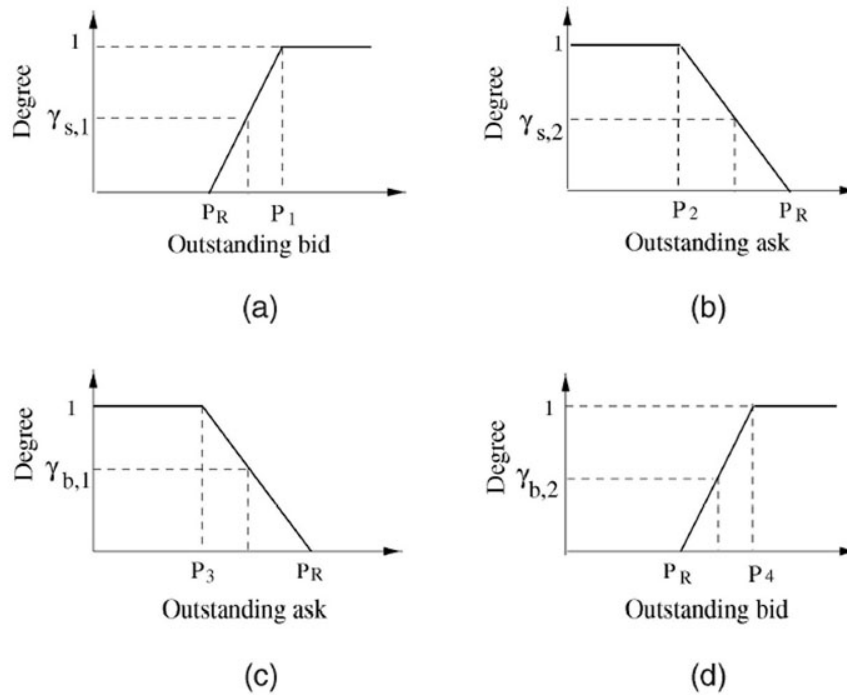 1
Degree
γs,1
PR P1
Outstanding bid
(a)
1
Degree
γs,2
P2 PR
Outstanding ask
(b)
1
Degree
γb,1
P3 PR
Outstanding ask
(c)
1
Degree
γb,2
PR P4
Outstanding bid
(d)